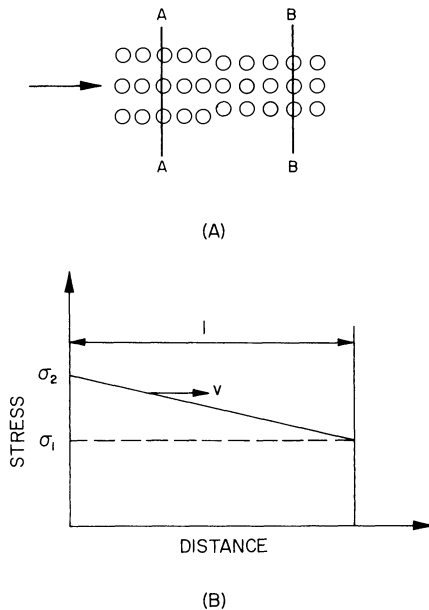 A B
A B
(A)
l
σ2
v
σ1
STRESS
DISTANCE
(B)